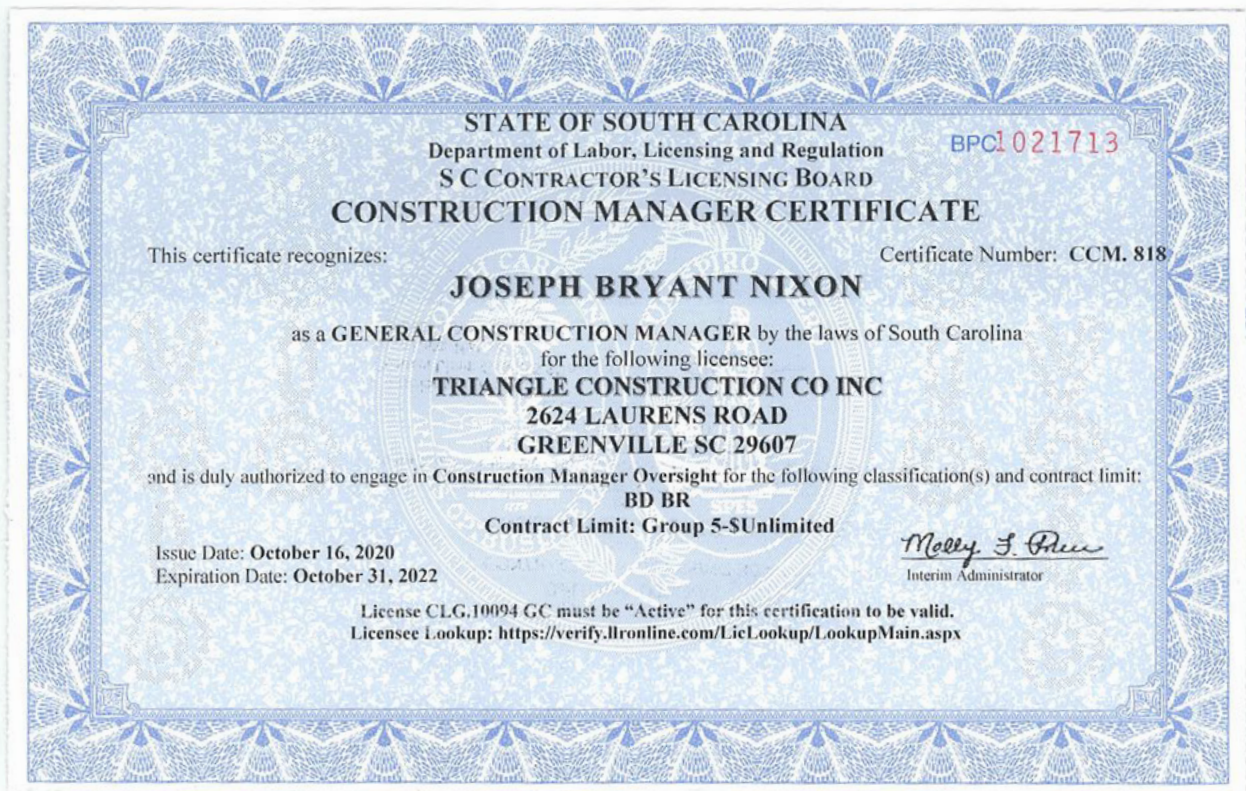 STATE OF SOUTH CAROLINA
Department of Labor, Licensing and Regulation
BPC1021713
S C CONTRACTOR'S LICENSING BOARD
CONSTRUCTION MANAGER CERTIFICATE
This certificate recognizes:
Certificate Number: CCM. 818
JOSEPH BRYANT NIXON
as a GENERAL CONSTRUCTION MANAGER by the laws of South Carolina
for the following licensee:
TRIANGLE CONSTRUCTION CO INC
2624 LAURENS ROAD
GREENVILLE SC 29607
and is duly authorized to engage in Construction Manager Oversight for the following classification(s) and contract limit:
BD BR
Contract Limit: Group 5-$Unlimited
Issue Date: October 16, 2020
Expiration Date: October 31, 2022
Molly F. Price
Interim Administrator
License CLG.10094 GC must be “Active” for this certification to be valid.
Licensee Lookup: https://verify.llronline.com/LicLookup/LookupMain.aspx